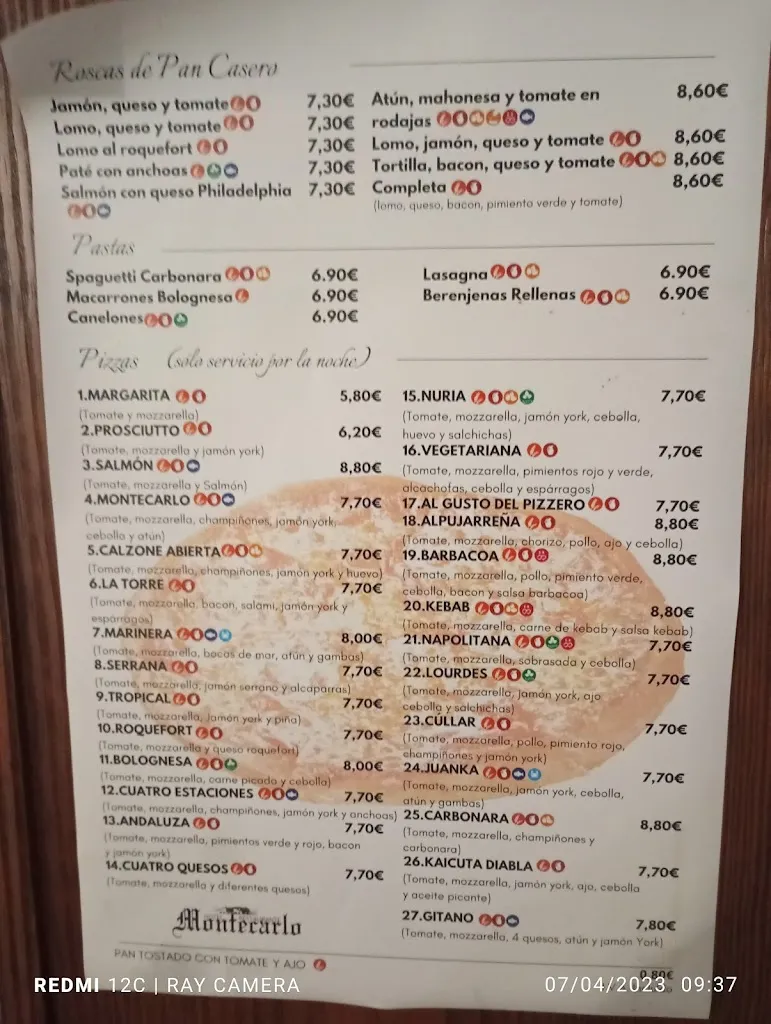 Roscas de Pan Casero
Jamón, queso y tomate 7,30€
Lomo, queso y tomate 7,30€
Lomo al roquefort 7,30€
Paté con anchoas 7,30€
Salmón con queso Philadelphia 7,30€
Atún, mahonesa y tomate en 8,60€
rodajas
Lomo, jamón, queso y tomate 8,60€
Tortilla, bacon, queso y tomate 8,60€
Completa 8,60€
(lomo, queso, bacon, pimiento verde y tomate)
Pastas
Spaguetti Carbonara 6.90€
Macarrones Bolognesa 6.90€
Canelones 6.90€
Lasagna 6.90€
Berenjenas Rellenas 6.90€
Pizzas (sólo servicio por la noche)
1.MARGARITA 5,80€
(Tomate y mozzarella)
2.PROSCIUTTO 6,20€
(Tomate, mozzarella y jamón york)
3.SALMÓN 8,80€
(Tomate, mozzarella y Salmón)
4.MONTECARLO 7,70€
(Tomate, mozzarella, champiñones, jamón york,
cebolla y atún)
5.CALZONE ABIERTA 7,70€
(Tomate, mozzarella, champiñones, jamón york y huevo)
6.LA TORRE 7,70€
(Tomate, mozzarella, bacon, salami, jamón york y
espárragos)
7.MARINERA 8,00€
(Tomate, mozzarella, bocas de mar, atún y gambas)
8.SERRANA 7,70€
(Tomate, mozzarella, jamón serrano y alcaparras)
9.TROPICAL 7,70€
(Tomate, mozzarella, Jamón york y piña)
10.ROQUEFORT 7,70€
(Tomate, mozzarella y queso roquefort)
11.BOLOGNESA 8,00€
(Tomate, mozzarella, carne picada y cebolla)
12.CUATRO ESTACIONES 7,70€
(Tomate, mozzarella, champiñones, jamón york y anchoas)
13.ANDALUZA 7,70€
(Tomate, mozzarella, pimientos verde y rojo, bacon
y jamón york)
14.CUATRO QUESOS 7,70€
(Tomate, mozzarella y diferentes quesos)
15.NURIA 7,70€
(Tomate, mozzarella, jamón york, cebolla,
huevo y salchichas)
16.VEGETARIANA 7,70€
(Tomate, mozzarella, pimientos rojo y verde,
alcachofas, cebolla y espárragos)
17.AL GUSTO DEL PIZZERO 7,70€
18.ALPUJARREÑA 8,80€
(Tomate, mozzarella, chorizo, pollo, ajo y cebolla)
19.BARBACOA 8,80€
(Tomate, mozzarella, pollo, pimiento verde,
cebolla, bacon y salsa barbacoa)
20.KEBAB 8,80€
(Tomate, mozzarella, carne de kebab y salsa kebab)
21.NAPOLITANA 7,70€
(Tomate, mozzarella, sobrasada y cebolla)
22.LOURDES 7,70€
(Tomate, mozzarella, Jamón york, ajo
cebolla y salchichas)
23.CÚLLAR 7,70€
(Tomate, mozzarella, pollo, pimiento rojo,
champiñones y jamón york)
24.JUANKA 7,70€
(Tomate, mozzarella, jamón york, cebolla,
atún y gambas)
25.CARBONARA 8,80€
(Tomate, mozzarella, champiñones y
carbonara)
26.KAICUTA DIABLA 7,70€
(Tomate, mozzarella, jamón york, ajo, cebolla
y aceite picante)
27.GITANO 7,80€
(Tomate, mozzarella, 4 quesos, atún y jamón York)
Montecarlo
PAN TOSTADO CON TOMATE Y AJO 0,80€
REDMI 12C | RAY CAMERA
07/04/2023 09:37